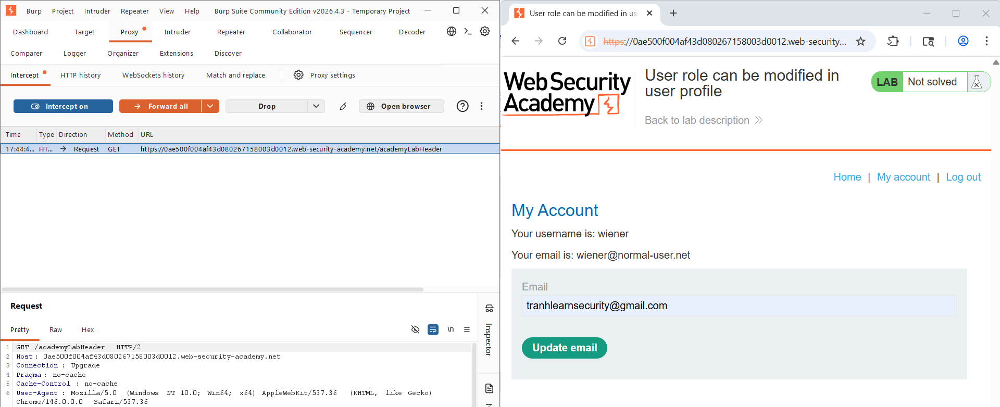 Burp Project Intruder Repeater View Help Burp Suite Community Edition v2026.4.3 - Temporary Project
Dashboard Target Proxy Intruder Repeater Collaborator Sequencer Decoder
Comparer Logger Organizer Extensions Discover
Intercept HTTP history WebSockets history Match and replace Proxy settings
Intercept on Forward all Drop Open browser
Time Type Direction Method URL
17:44:4... HT... Request GET https://0ae500f004af43d080267158003d0012.web-security-academy.net/academyLabHeader
Request
Pretty Raw Hex \n
Inspector
1 GET /academyLabHeader HTTP/2
2 Host: 0ae500f004af43d080267158003d0012.web-security-academy.net
3 Connection: Upgrade
4 Pragma: no-cache
5 Cache-Control: no-cache
6 User-Agent: Mozilla/5.0 (Windows NT 10.0; Win64; x64) AppleWebKit/537.36 (KHTML, like Gecko)
Chrome/146.0.0.0 Safari/537.36
User role can be modified in us
https://0ae500f004af43d080267158003d0012.web-security...
Web Security
Academy
User role can be modified in
user profile
LAB Not solved
Back to lab description
Home | My account | Log out
My Account
Your username is: wiener
Your email is: wiener@normal-user.net
Email
tranhlearnsecurity@gmail.com
Update email